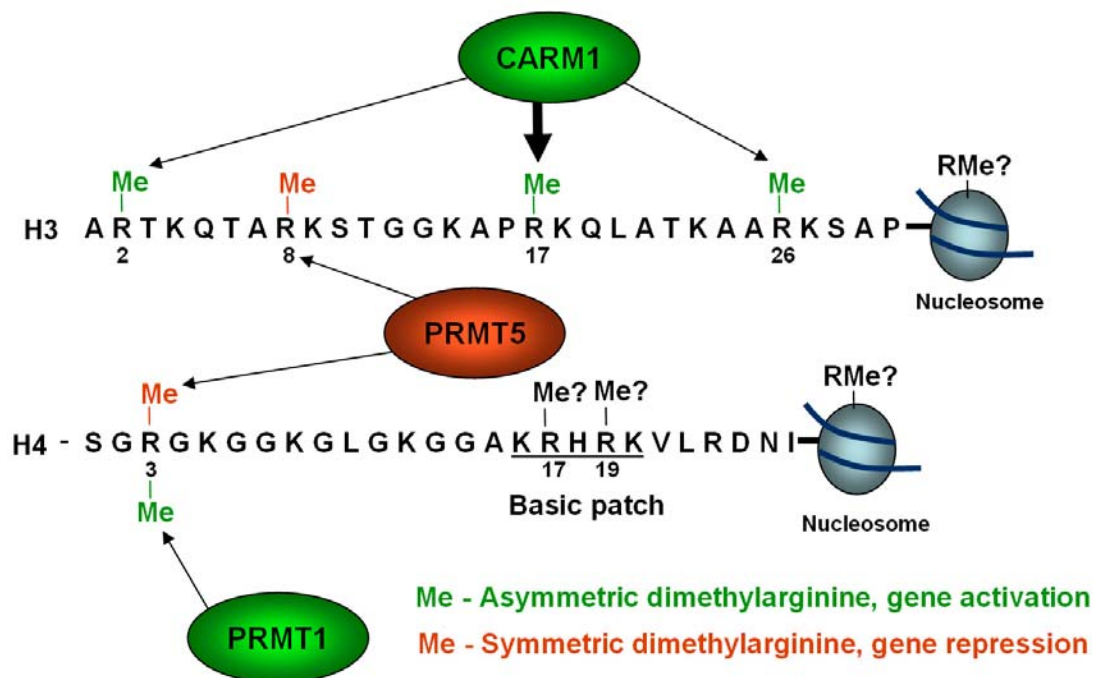 CARM1
Me Me Me Me RMe?
H3 A R T K Q T A R K S T G G K A P R K Q L A T K A A R K S A P
2 8 17 26
Nucleosome
PRMT5
Me Me? Me? RMe?
H4 - S G R G K G G K G L G K G G A K R H R K V L R D N I
3 17 19
Me Basic patch
Nucleosome
Me - Asymmetric dimethylarginine, gene activation
PRMT1
Me - Symmetric dimethylarginine, gene repression